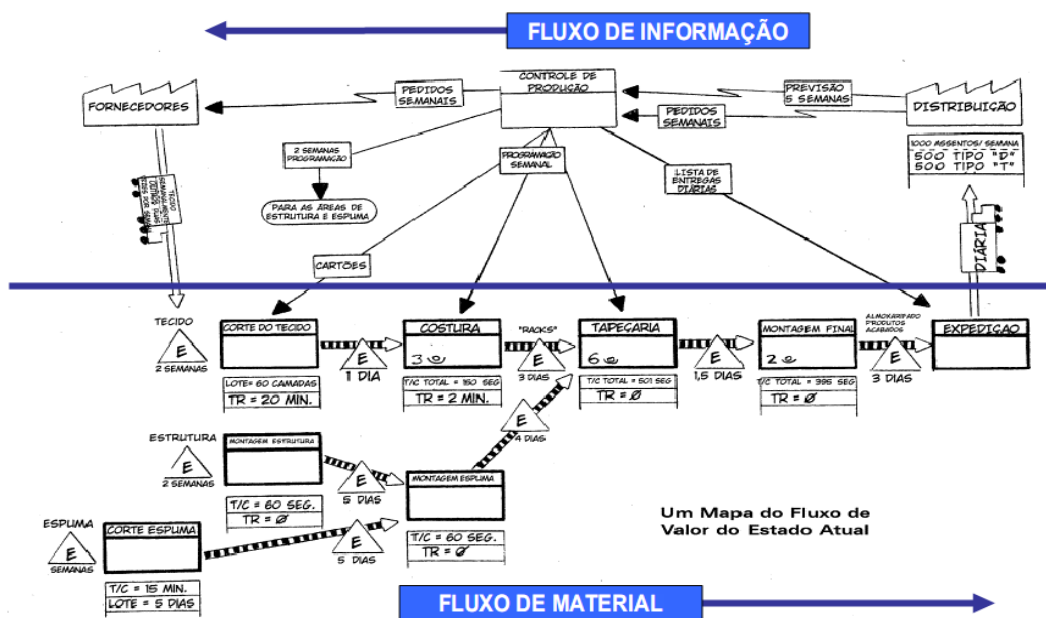 FLUXO DE INFORMAÇÃO
FORNECEDORES
PEDIDOS
SEMANAIS
CONTROLE DE
PRODUÇÃO
PREVISÃO
5 SEMANAS
PEDIDOS
SEMANAIS
DISTRIBUIÇÃO
1000 ASSENTOS/ SEMANA
500 TIPO "D"
500 TIPO "T"
2 SEMANAS
PROGRAMAÇÃO
PROGRAMAÇÃO
SEMANAL
LISTA DE
ENTREGAS
DIÁRIAS
PARA AS ÁREAS DE
ESTRUTURA E ESPUMA
TECIDO
SEMANALMENTE
DIÁRIA
CARTÕES
TECIDO
E
2 SEMANAS
CORTE DO TECIDO
LOTE= 60 CAMADAS
TR = 20 MIN.
E
1 DIA
COSTURA
3
T/C TOTAL = 180 SEG
TR = 2 MIN.
"RACKS"
E
3 DIAS
TAPEÇARIA
6
T/C TOTAL = 501 SEG
TR = Ø
E
1,5 DIAS
MONTAGEM FINAL
2
T/C TOTAL = 395 SEG
TR = Ø
ALMOXARIFADO
PRODUTOS
ACABADOS
E
3 DIAS
EXPEDIÇAO
ESTRUTURA
E
2 SEMANAS
MONTAGEM ESTRUTURA
T/C = 60 SEG.
TR = Ø
E
5 DIAS
MONTAGEM ESPUMA
T/C = 60 SEG.
TR = Ø
E
4 DIAS
ESPUMA
E
SEMANAS
CORTE ESPUMA
T/C = 15 MIN.
LOTE = 5 DIAS
E
5 DIAS
Um Mapa do Fluxo de
Valor do Estado Atual
FLUXO DE MATERIAL